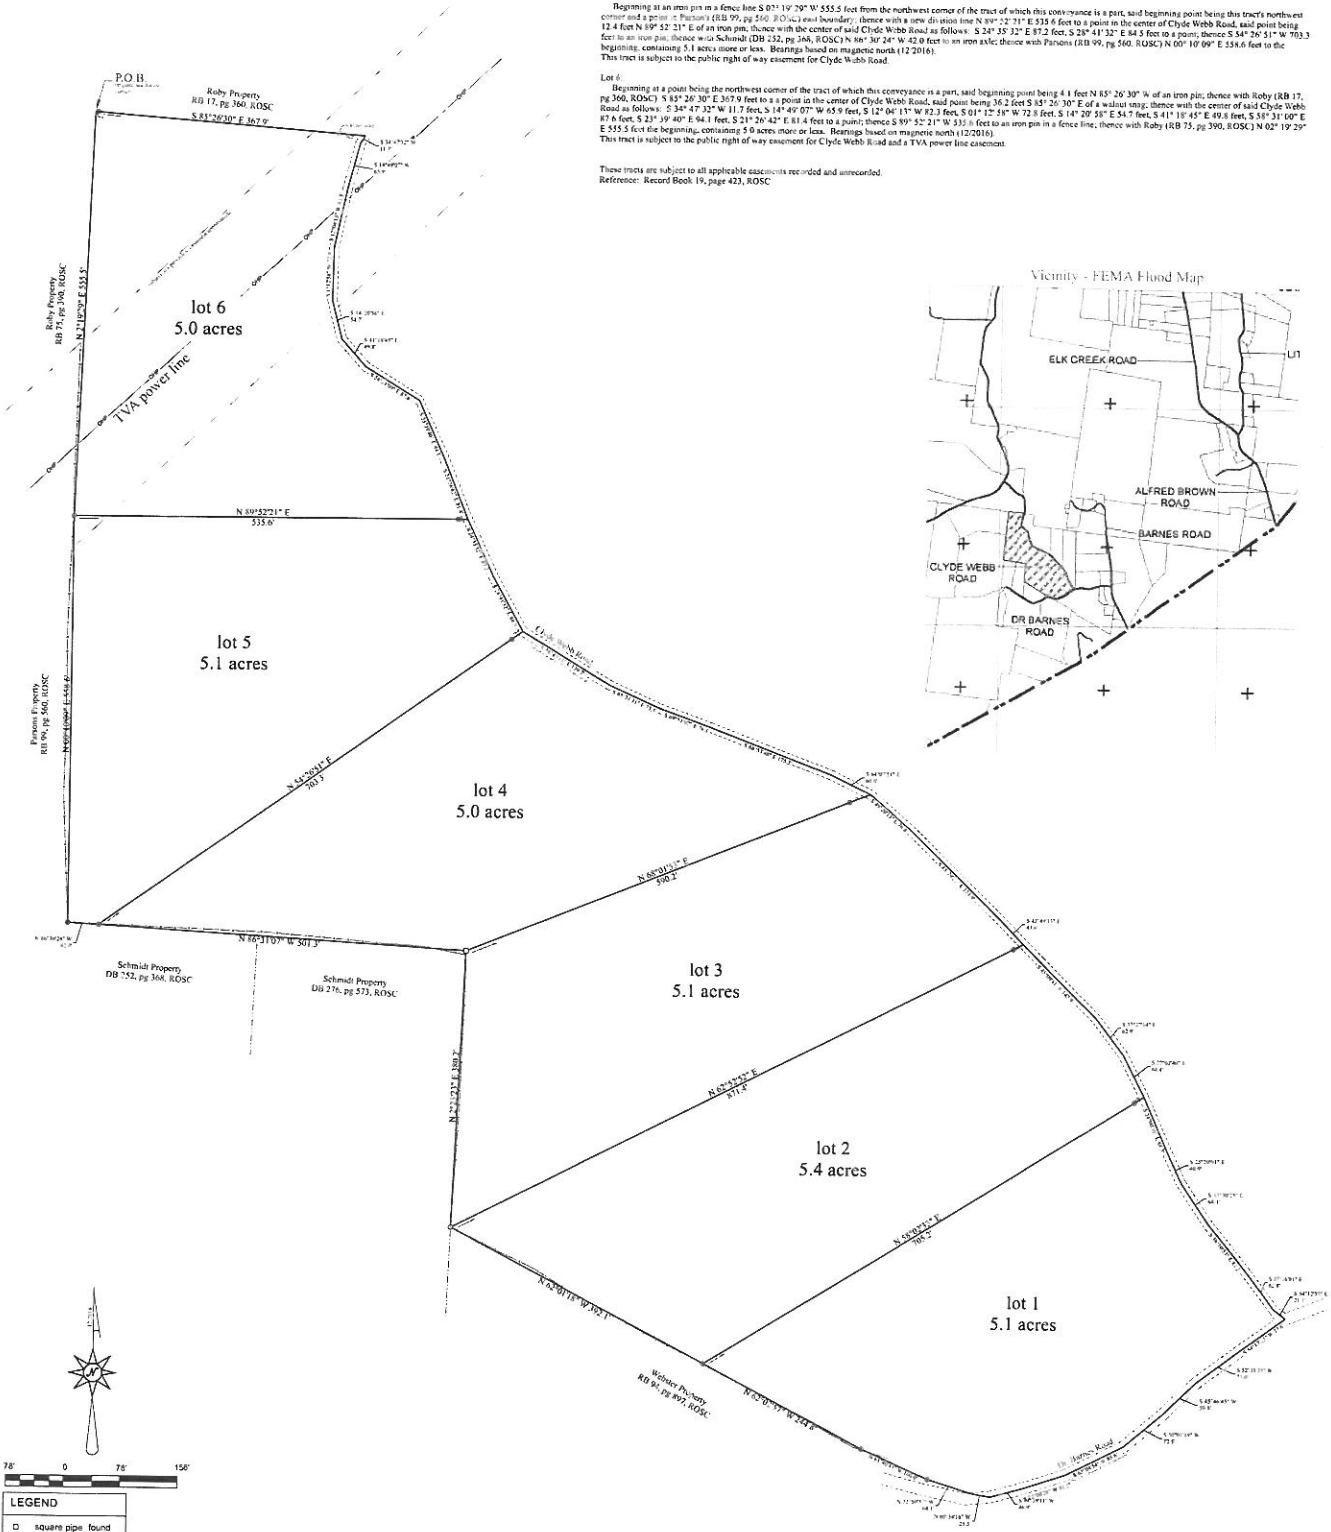 Beginning at an iron pin in a fence line S 02° 19' 29" W 555.5 feet from the northwest corner of the tract of which this conveyance is a part, said beginning point being this tract's northwest
corner and a point in Parson's (RB 99, pg 560, ROSC) east boundary; thence with a new division line N 89° 52' 21" E 535.6 feet to a point in the center of Clyde Webb Road, said point being
12.4 feet N 89° 52' 21" E of an iron pin; thence with the center of said Clyde Webb Road as follows: S 24° 35' 32" E 87.2 feet, S 28° 41' 32" E 84.5 feet to a point; thence S 54° 26' 51" W 703.3
feet to an iron pin; thence with Schmidt (DB 252, pg 368, ROSC) N 86° 30' 24" W 42.0 feet to an iron axle; thence with Parsons (RB 99, pg 560, ROSC) N 00° 10' 09" E 558.6 feet to the
beginning, containing 5.1 acres more or less. Bearings based on magnetic north (12/2016).
This tract is subject to the public right of way easement for Clyde Webb Road.
Lot 6
Beginning at a point being the northwest corner of the tract of which this conveyance is a part, said beginning point being 4.1 feet N 85° 26' 30" W of an iron pin; thence with Roby (RB 17,
pg 360, ROSC) S 85° 26' 30" E 367.9 feet to a point in the center of Clyde Webb Road, said point being 36.2 feet S 85° 26' 30" E of a walnut snag; thence with the center of said Clyde Webb
Road as follows: S 34° 47' 32" W 11.7 feet, S 14° 49' 07" W 65.9 feet, S 12° 04' 13" W 82.3 feet, S 01° 12' 58" W 72.8 feet, S 14° 20' 58" E 54.7 feet, S 41° 18' 45" E 49.8 feet, S 58° 31' 00" E
87.6 feet, S 23° 39' 40" E 94.1 feet, S 21° 26' 42" E 81.4 feet to a point; thence S 89° 52' 21" W 535.6 feet to an iron pin in a fence line; thence with Roby (RB 75, pg 390, ROSC) N 02° 19' 29"
E 555.5 feet the beginning, containing 5.0 acres more or less. Bearings based on magnetic north (12/2016).
This tract is subject to the public right of way easement for Clyde Webb Road and a TVA power line easement.
These tracts are subject to all applicable easements recorded and unrecorded.
Reference: Record Book 19, page 423, ROSC
P.O.B.
Roby Property
RB 17, pg 360, ROSC
S 85°26'30" E 367.9'
Roby Property
RB 75, pg 390, ROSC
N 2°19'29" E 555.5'
lot 6
5.0 acres
TVA power line
OHP
N 89°52'21" E
535.6'
lot 5
5.1 acres
Parsons Property
RB 99, pg 560, ROSC
N 00°10'09" E 558.6'
N 54°26'51" E
703.3'
Clyde Webb Road
lot 4
5.0 acres
N 68°01'53" E
590.2'
N 86°31'07" W 501.3'
Schmidt Property
DB 252, pg 368, ROSC
Schmidt Property
DB 276, pg 573, ROSC
lot 3
5.1 acres
N 2°21'23" E 380.2'
N 62°52'52" E
871.4'
lot 2
5.4 acres
N 58°02'32" E
705.2'
N 62°01'18" W 392.1'
lot 1
5.1 acres
Webster Property
RB 94, pg 897, ROSC
Dr. Barnes Road
Vicinity - FEMA Flood Map
ELK CREEK ROAD
LIT
ALFRED BROWN
ROAD
BARNES ROAD
CLYDE WEBB
ROAD
DR BARNES
ROAD
N
78' 0 78' 156'
LEGEND
square pipe found